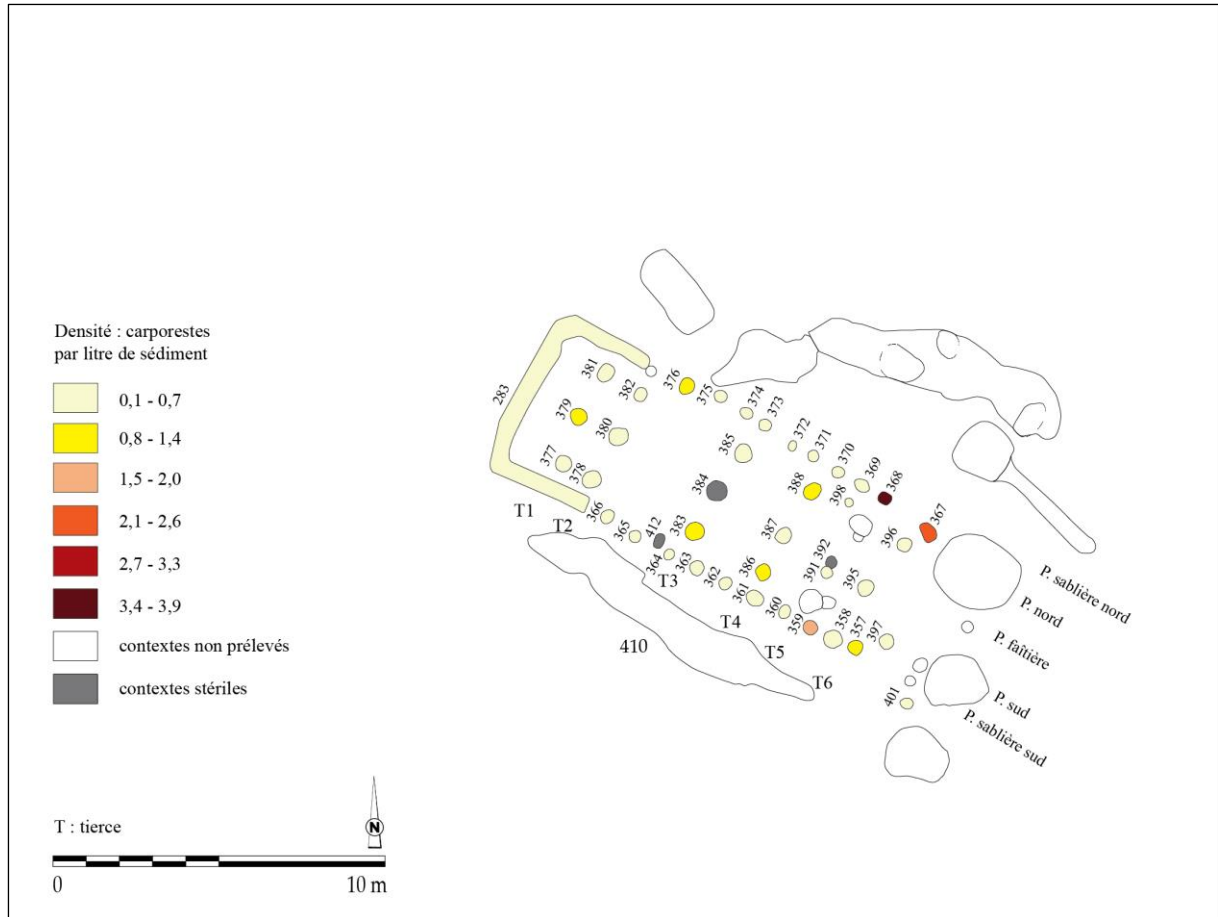 Densité : carporestes
par litre de sédiment
0,1 - 0,7
0,8 - 1,4
1,5 - 2,0
2,1 - 2,6
2,7 - 3,3
3,4 - 3,9
contextes non prélevés
contextes stériles
T : tierce
N
0
10 m
283
381
382
376
375
374
373
372
371
370
369
368
367
379
380
385
384
388
398
396
377
378
366
365
412
364
383
363
362
387
386
361
360
392
391
395
359
358
357
397
401
410
T1
T2
T3
T4
T5
T6
P. sablière nord
P. nord
P. faîtière
P. sud
P. sablière sud